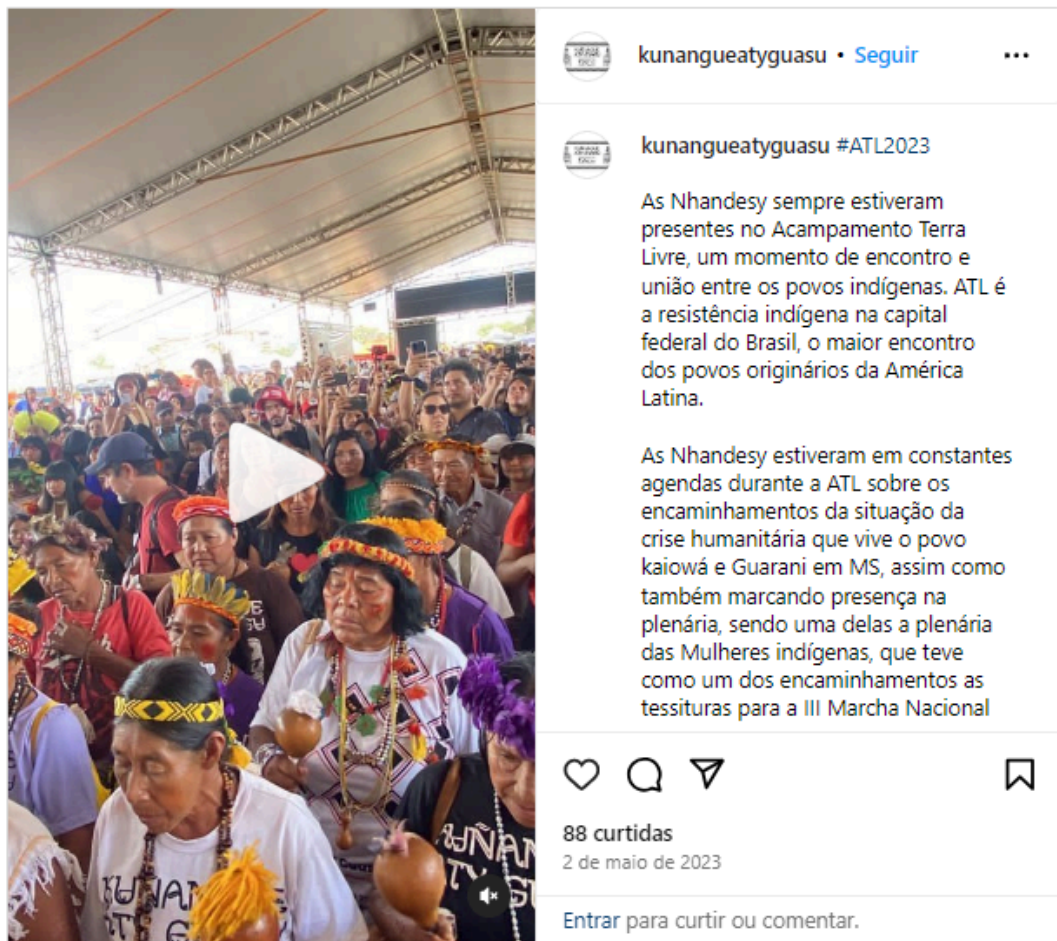 kunangueatyguasu • Seguir
kunangueatyguasu #ATL2023
As Nhandesy sempre estiveram
presentes no Acampamento Terra
Livre, um momento de encontro e
união entre os povos indígenas. ATL é
a resistência indígena na capital
federal do Brasil, o maior encontro
dos povos originários da América
Latina.
As Nhandesy estiveram em constantes
agendas durante a ATL sobre os
encaminhamentos da situação da
crise humanitária que vive o povo
kaiowá e Guarani em MS, assim como
também marcando presença na
plenária, sendo uma delas a plenária
das Mulheres indígenas, que teve
como um dos encaminhamentos as
tessituras para a III Marcha Nacional
88 curtidas
2 de maio de 2023
Entrar para curtir ou comentar.